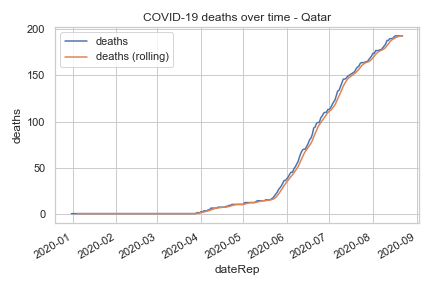 COVID-19 deaths over time - Qatar
deaths
deaths (rolling)
200
150
100
50
0
deaths
2020-01
2020-02
2020-03
2020-04
2020-05
2020-06
2020-07
2020-08
2020-09
dateRep